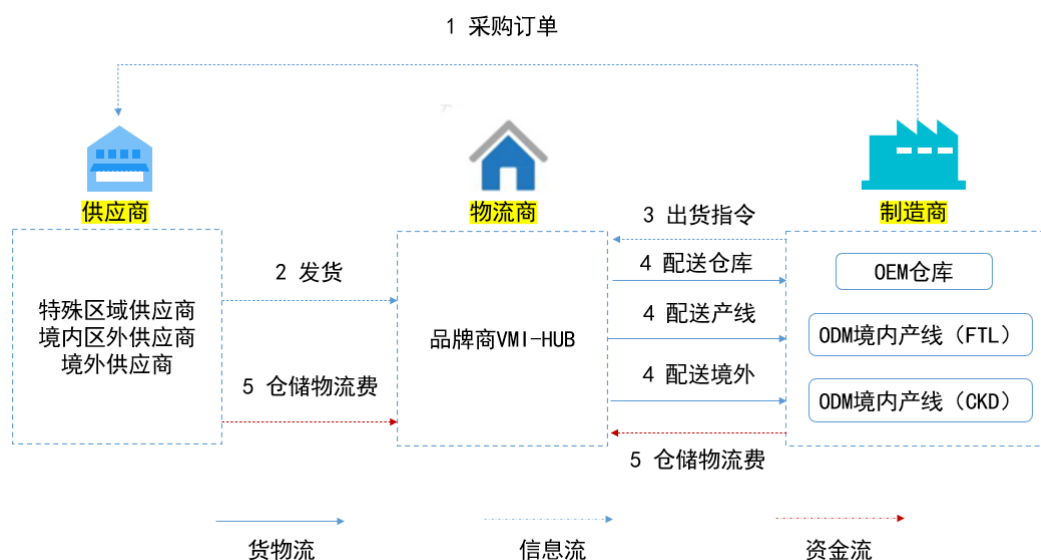 1 采购订单
供应商
物流商
制造商
特殊区域供应商
境内区外供应商
境外供应商
2 发货
5 仓储物流费
品牌商VMI-HUB
3 出货指令
4 配送仓库
4 配送产线
4 配送境外
5 仓储物流费
OEM仓库
ODM境内产线（FTL）
ODM境内产线（CKD）
货物流
信息流
资金流